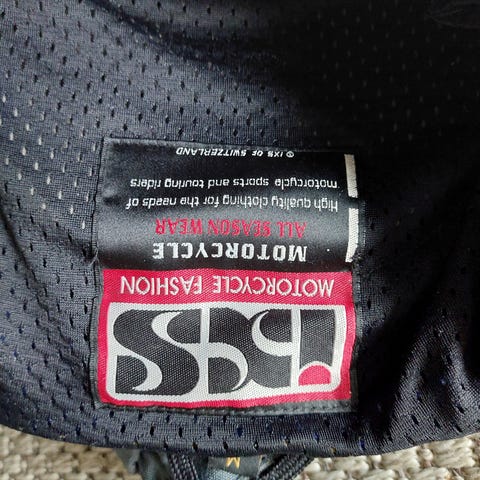 iXS
MOTORCYCLE FASHION
MOTORCYCLE
ALL SEASON WEAR
High quality clothing for the needs of
motorcycle sports and touring riders
© IXS OF SWITZERLAND
M